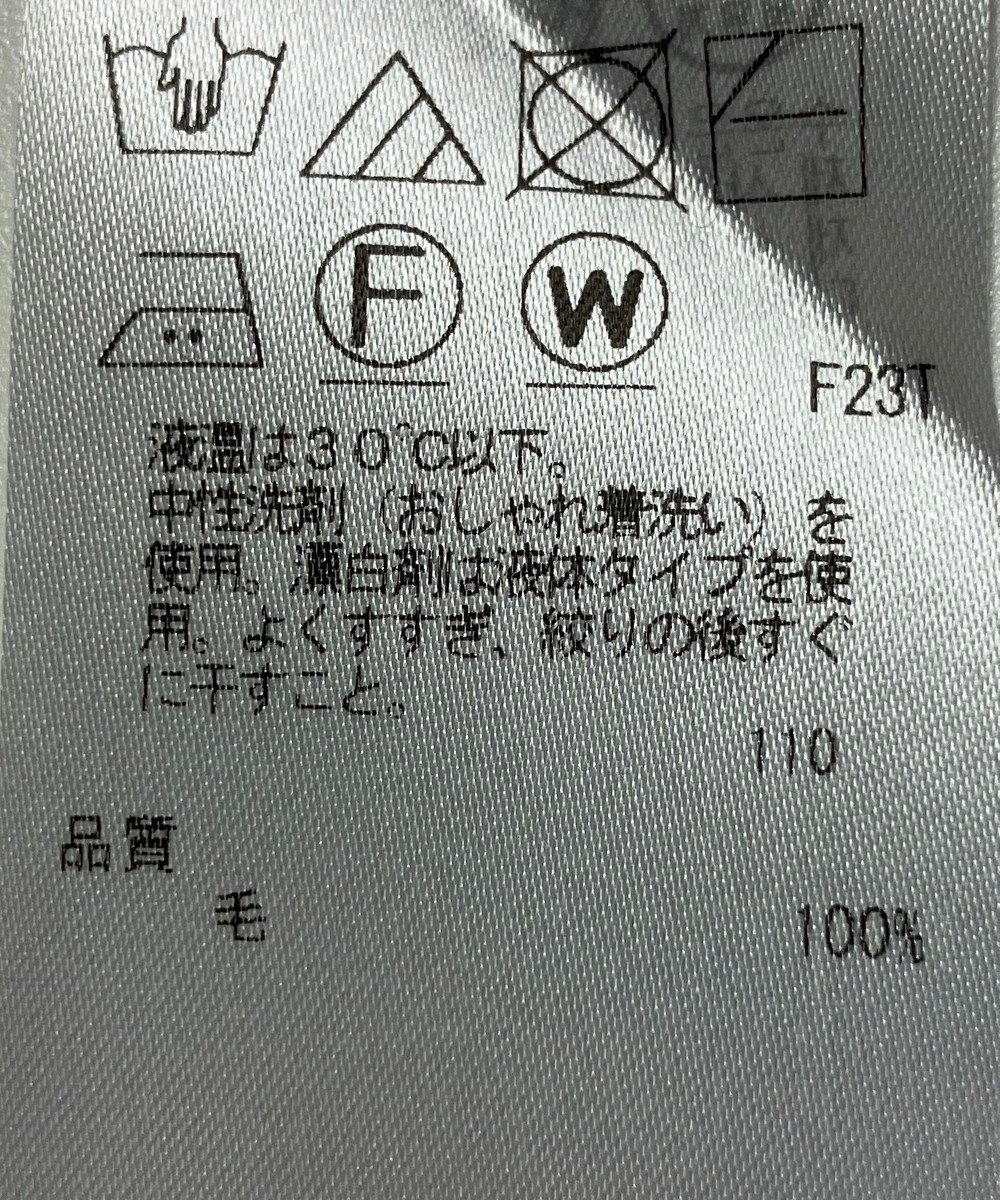 F
W
F23T
液温は３０℃以下。
中性洗剤（おしゃれ着洗い）を
使用。漂白剤は液体タイプを使
用。よくすすぎ、絞りの後すぐ
に干すこと。
110
品質
毛 100%